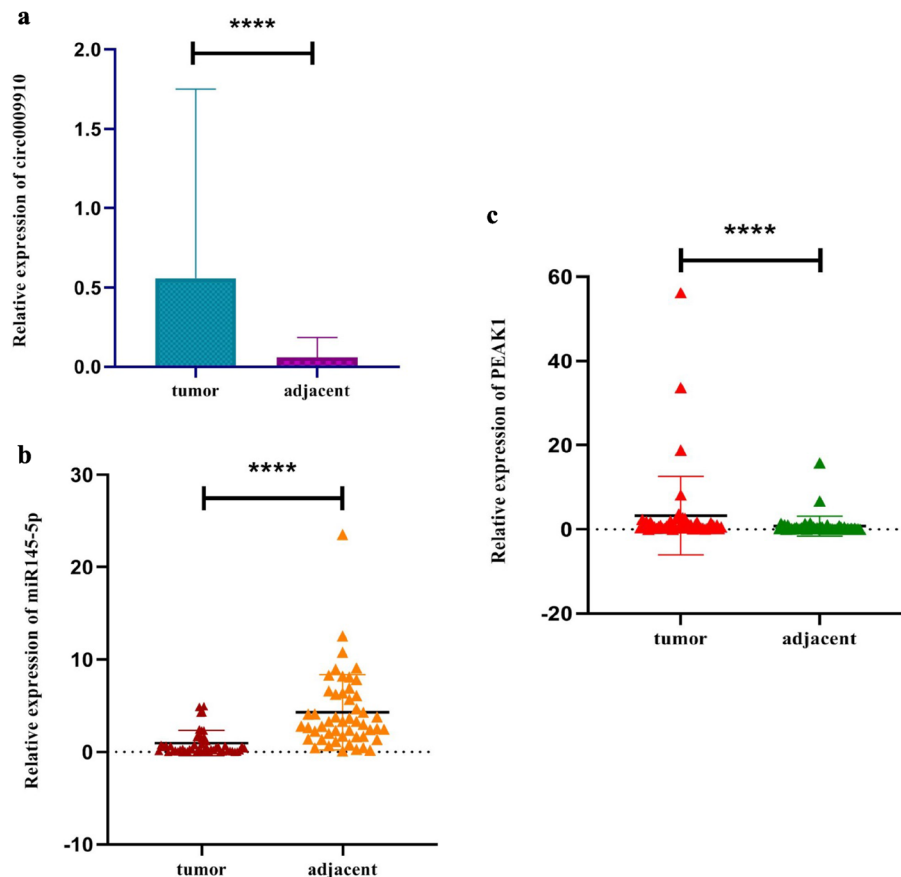 a
****
Relative expression of circ0009910
2.0
1.5
1.0
0.5
0.0
tumor adjacent
b
****
Relative expression of miR145-5p
30
20
10
0
-10
tumor adjacent
c
****
Relative expression of PEAK1
60
40
20
0
-20
tumor adjacent